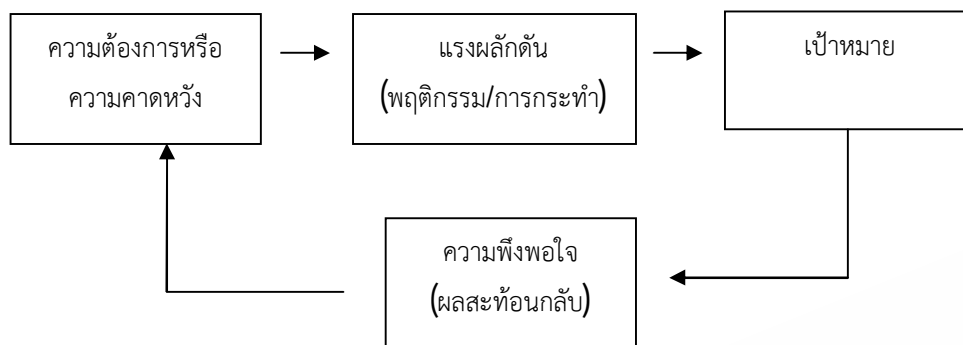 ความต้องการหรือ
ความคาดหวัง
แรงผลักดัน
(พฤติกรรม/การกระทำ)
เป้าหมาย
ความพึงพอใจ
(ผลสะท้อนกลับ)